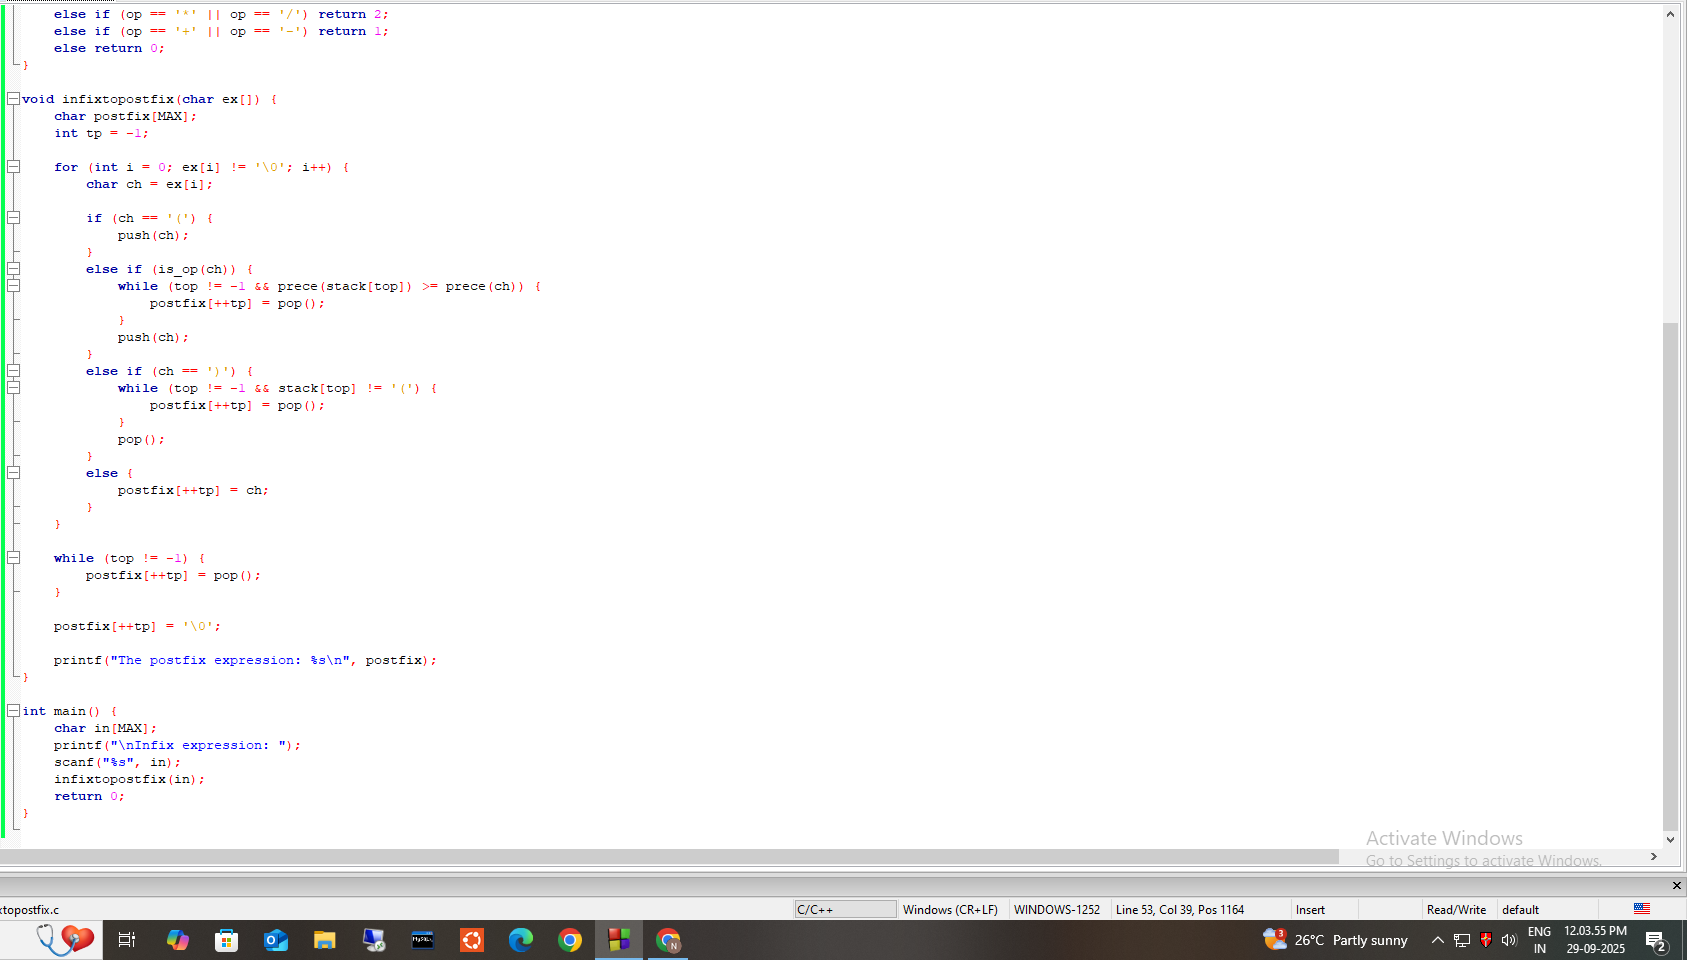 else if (op == '*' || op == '/') return 2;
    else if (op == '+' || op == '-') return 1;
    else return 0;
}
void infixtopostfix(char ex[]) {
    char postfix[MAX];
    int tp = -1;
    for (int i = 0; ex[i] != '\0'; i++) {
        char ch = ex[i];
        if (ch == '(') {
            push(ch);
        }
        else if (is_op(ch)) {
            while (top != -1 && prece(stack[top]) >= prece(ch)) {
                postfix[++tp] = pop();
            }
            push(ch);
        }
        else if (ch == ')') {
            while (top != -1 && stack[top] != '(') {
                postfix[++tp] = pop();
            }
            pop();
        }
        else {
            postfix[++tp] = ch;
        }
    }
    while (top != -1) {
        postfix[++tp] = pop();
    }
    postfix[++tp] = '\0';
    printf("The postfix expression: %s\n", postfix);
}
int main() {
    char in[MAX];
    printf("\nInfix expression: ");
    scanf("%s", in);
    infixtopostfix(in);
    return 0;
}
Activate Windows
Go to Settings to activate Windows.
xtopostfix.c C/C++ Windows (CR+LF) WINDOWS-1252 Line 53, Col 39, Pos 1164 Insert Read/Write default
MySQL
N
3 26°C Partly sunny
ENG
IN
12.03.55 PM
29-09-2025
2